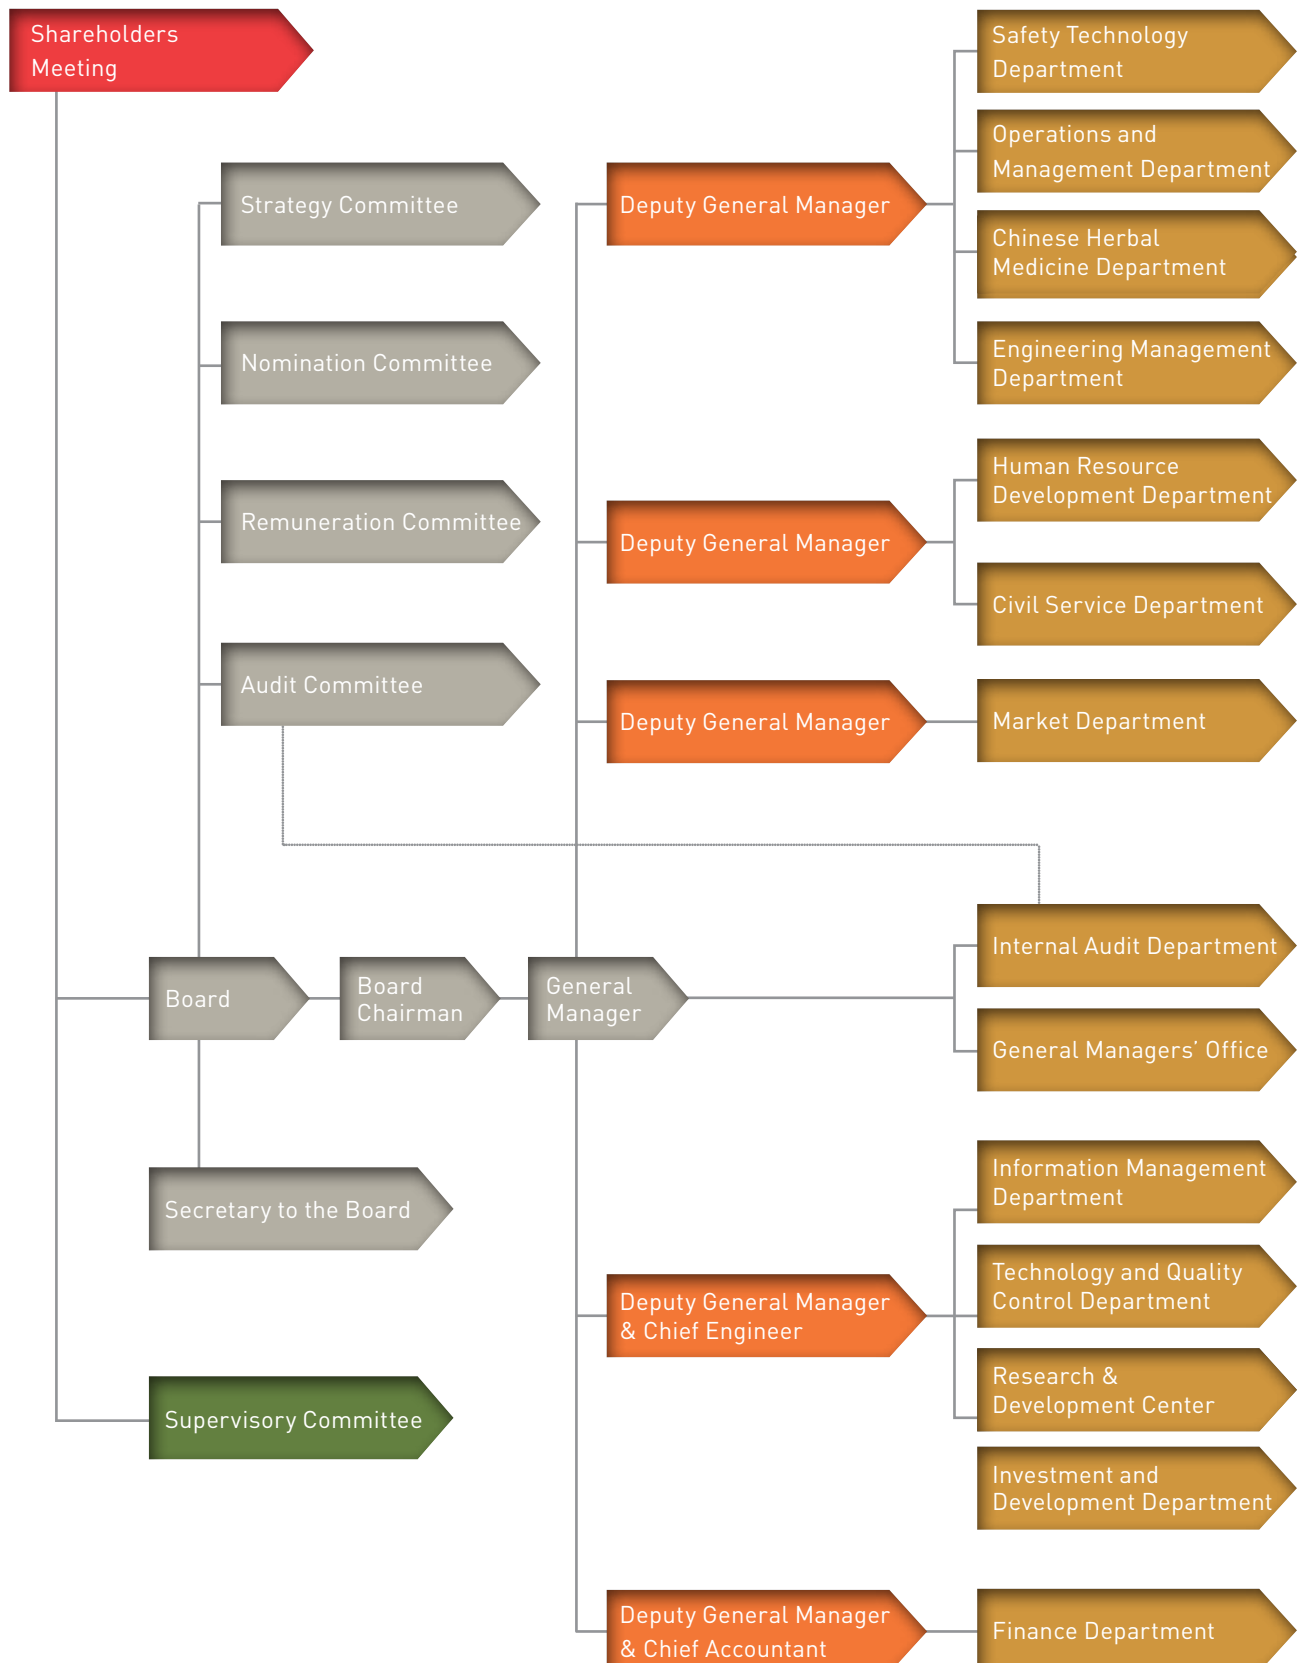 Shareholders
Meeting
Strategy Committee
Nomination Committee
Remuneration Committee
Audit Committee
Board
Board
Chairman
General
Manager
Secretary to the Board
Supervisory Committee
Deputy General Manager
Deputy General Manager
Deputy General Manager
Deputy General Manager
& Chief Engineer
Deputy General Manager
& Chief Accountant
Safety Technology
Department
Operations and
Management Department
Chinese Herbal
Medicine Department
Engineering Management
Department
Human Resource
Development Department
Civil Service Department
Market Department
Internal Audit Department
General Managers’ Office
Information Management
Department
Technology and Quality
Control Department
Research &
Development Center
Investment and
Development Department
Finance Department